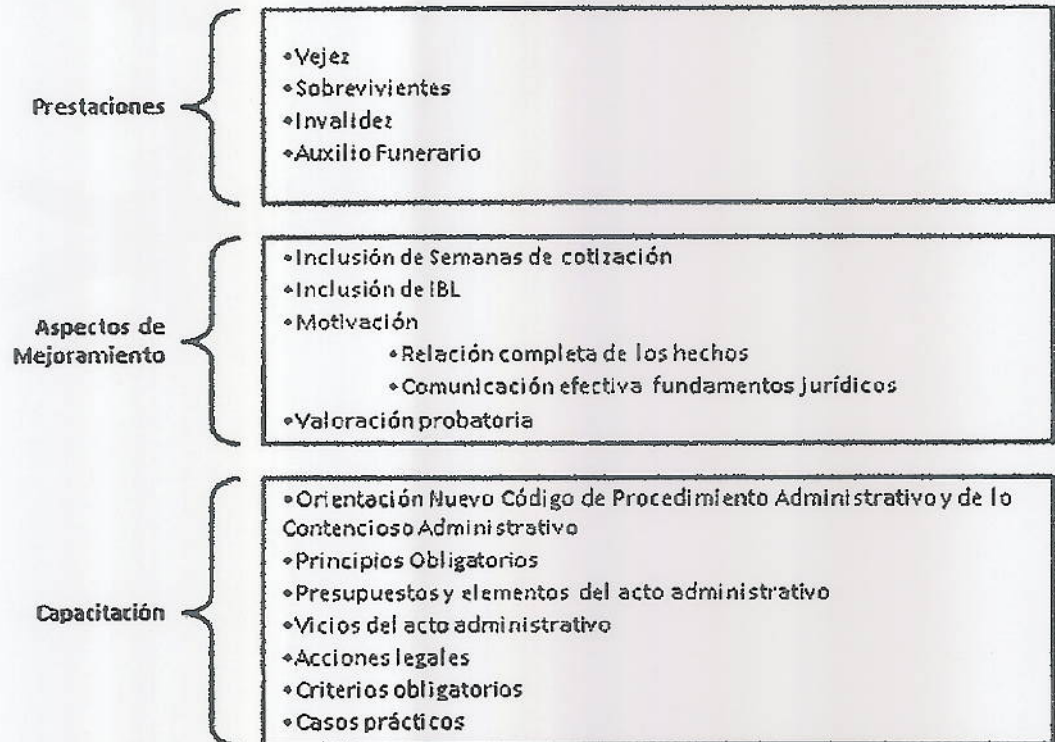 Prestaciones
•Vejez
•Sobrevivientes
•Invalidez
•Auxilio Funerario
Aspectos de
Mejoramiento
•Inclusión de Semanas de cotización
•Inclusión de IBL
•Motivación
•Relación completa de los hechos
•Comunicación efectiva fundamentos jurídicos
•Valoración probatoria
Capacitación
•Orientación Nuevo Código de Procedimiento Administrativo y de lo
Contencioso Administrativo
•Principios Obligatorios
•Presupuestos y elementos del acto administrativo
•Vicios del acto administrativo
•Acciones legales
•Criterios obligatorios
•Casos prácticos